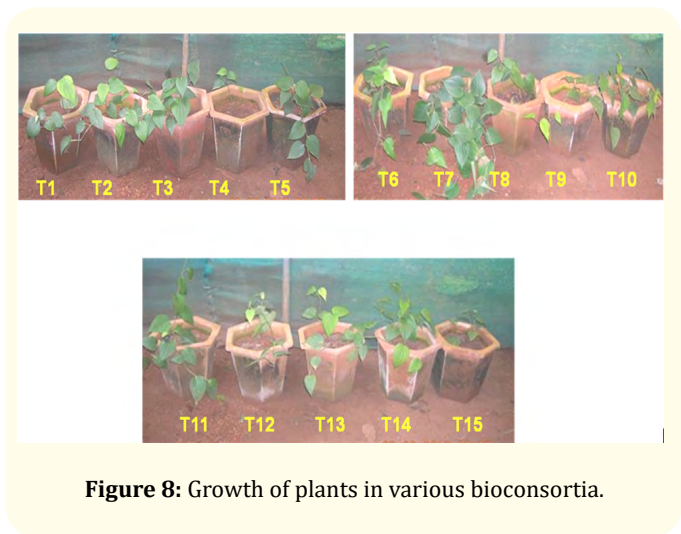 T1 T2 T3 T4 T5
T6 T7 T8 T9 T10
T11 T12 T13 T14 T15
Figure 8: Growth of plants in various bioconsortia.